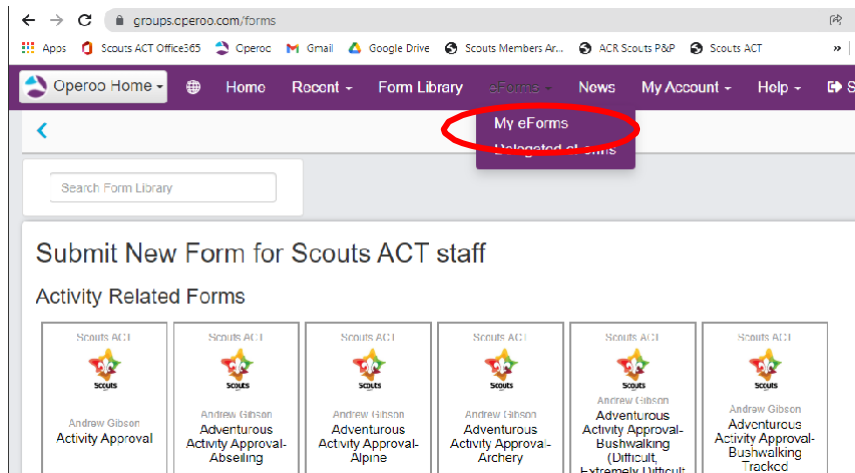 groups.operoo.com/forms
Apps Scouts ACT Office365 Operoo Gmail Google Drive Scouts Members Ar... ACR Scouts P&P Scouts ACT »
Operoo Home Home Recent Form Library eForms News My Account Help S
My eForms
Delegated eForms
Search Form Library
Submit New Form for Scouts ACT staff
Activity Related Forms
Scouts ACT Scouts ACT Scouts ACT Scouts ACT Scouts ACT Scouts ACT
Scouts Scouts Scouts Scouts Scouts Scouts
Andrew Gibson
Activity Approval
Andrew Gibson
Adventurous
Activity Approval-
Abseiling
Andrew Gibson
Adventurous
Activity Approval-
Alpine
Andrew Gibson
Adventurous
Activity Approval-
Archery
Andrew Gibson
Adventurous
Activity Approval-
Bushwalking
(Difficult,
Extremely Difficult
Andrew Gibson
Adventurous
Activity Approval-
Bushwalking
Tracked